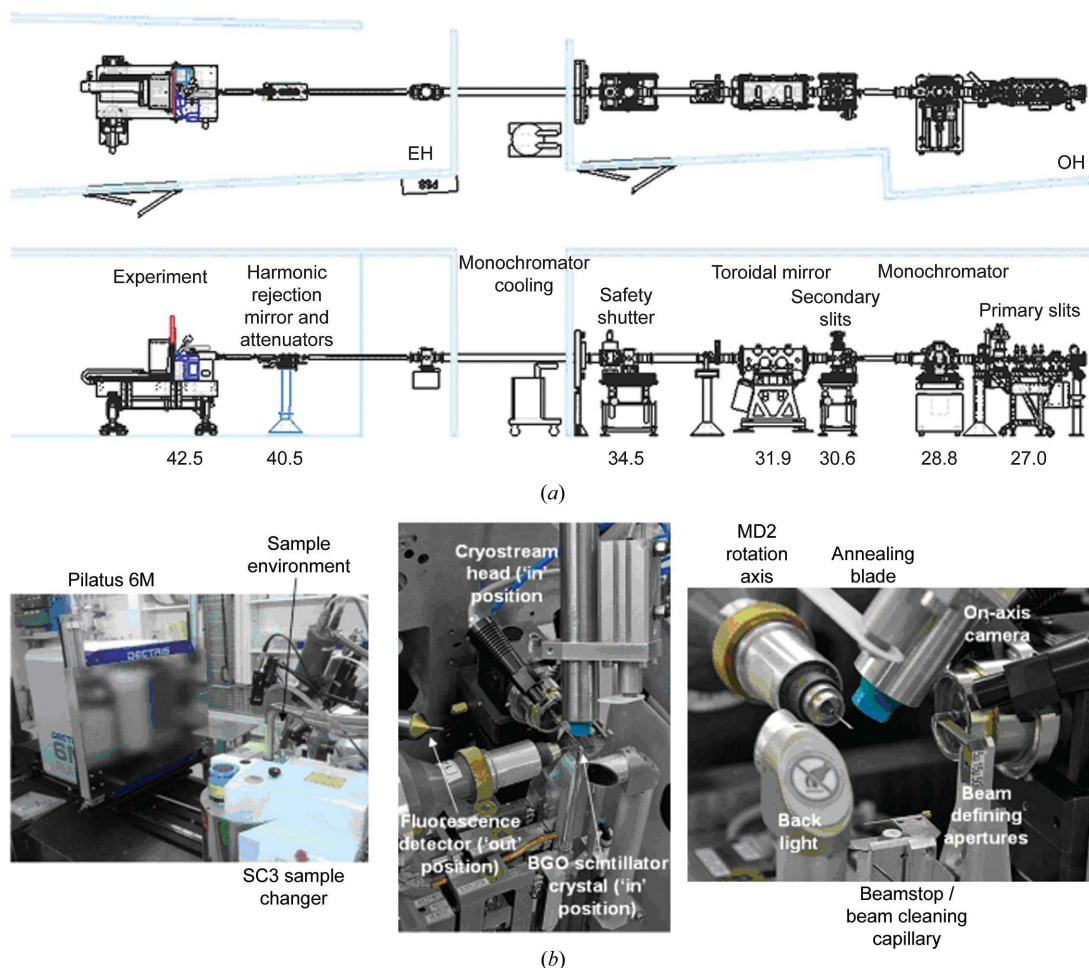 EH
PSS
OH
Experiment
Harmonic
rejection
mirror and
attenuators
Monochromator
cooling
Safety
shutter
Toroidal mirror
Secondary
slits
Monochromator
Primary slits
42.5
40.5
34.5
31.9
30.6
28.8
27.0
(a)
Pilatus 6M
Sample
environment
DECTRIS
SC3 sample
changer
Cryostream
head ('in'
position
Fluorescence
detector ('out'
position)
BGO scintillator
crystal ('in'
position)
MD2
rotation
axis
Annealing
blade
On-axis
camera
Back
light
Beam
defining
apertures
Beamstop /
beam cleaning
capillary
(b)